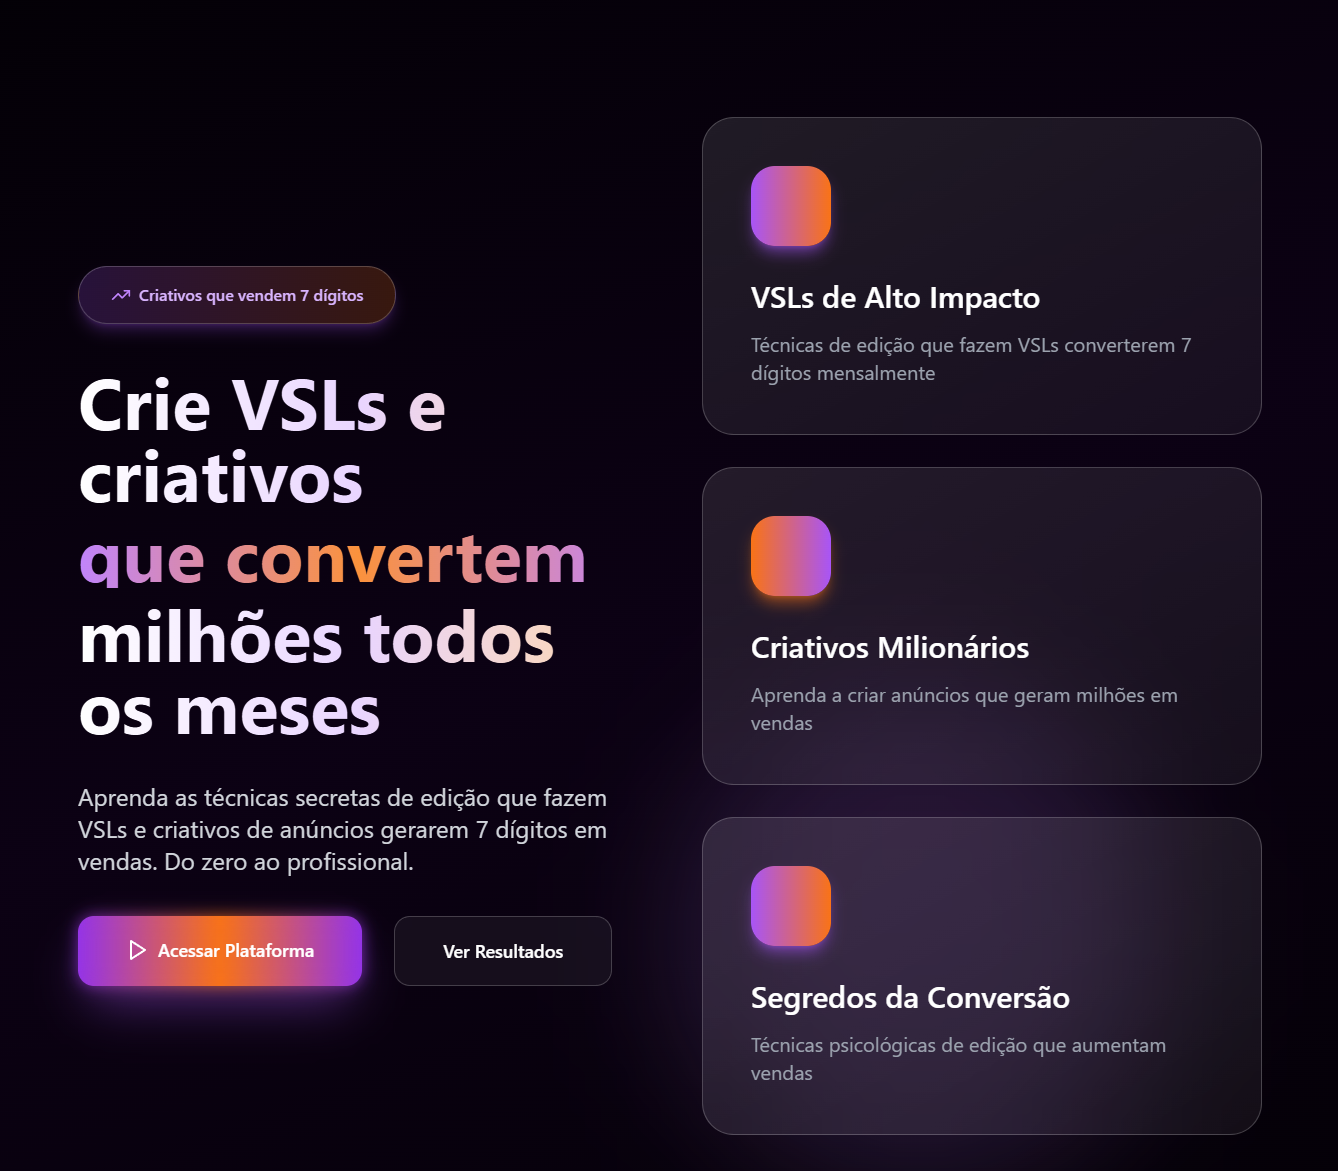 Criativos que vendem 7 dígitos
Crie VSLs e
criativos
que convertem
milhões todos
os meses
Aprenda as técnicas secretas de edição que fazem
VSLs e criativos de anúncios gerarem 7 dígitos em
vendas. Do zero ao profissional.
Acessar Plataforma
Ver Resultados
VSLs de Alto Impacto
Técnicas de edição que fazem VSLs converterem 7
dígitos mensalmente
Criativos Milionários
Aprenda a criar anúncios que geram milhões em
vendas
Segredos da Conversão
Técnicas psicológicas de edição que aumentam
vendas